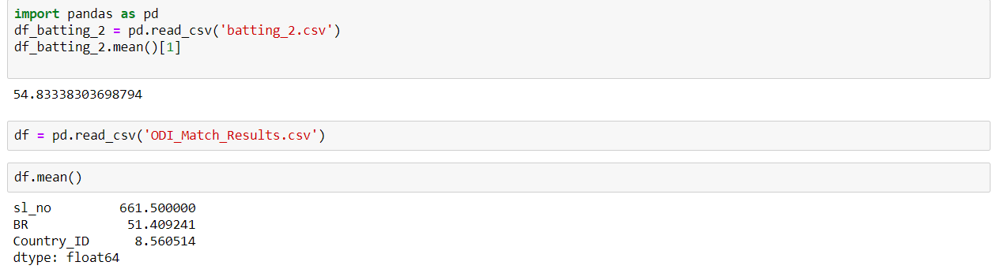 import pandas as pd
df_batting_2 = pd.read_csv('batting_2.csv')
df_batting_2.mean()[1]
54.83338303698794
df = pd.read_csv('ODI_Match_Results.csv')
df.mean()
sl_no 661.500000
BR 51.409241
Country_ID 8.560514
dtype: float64